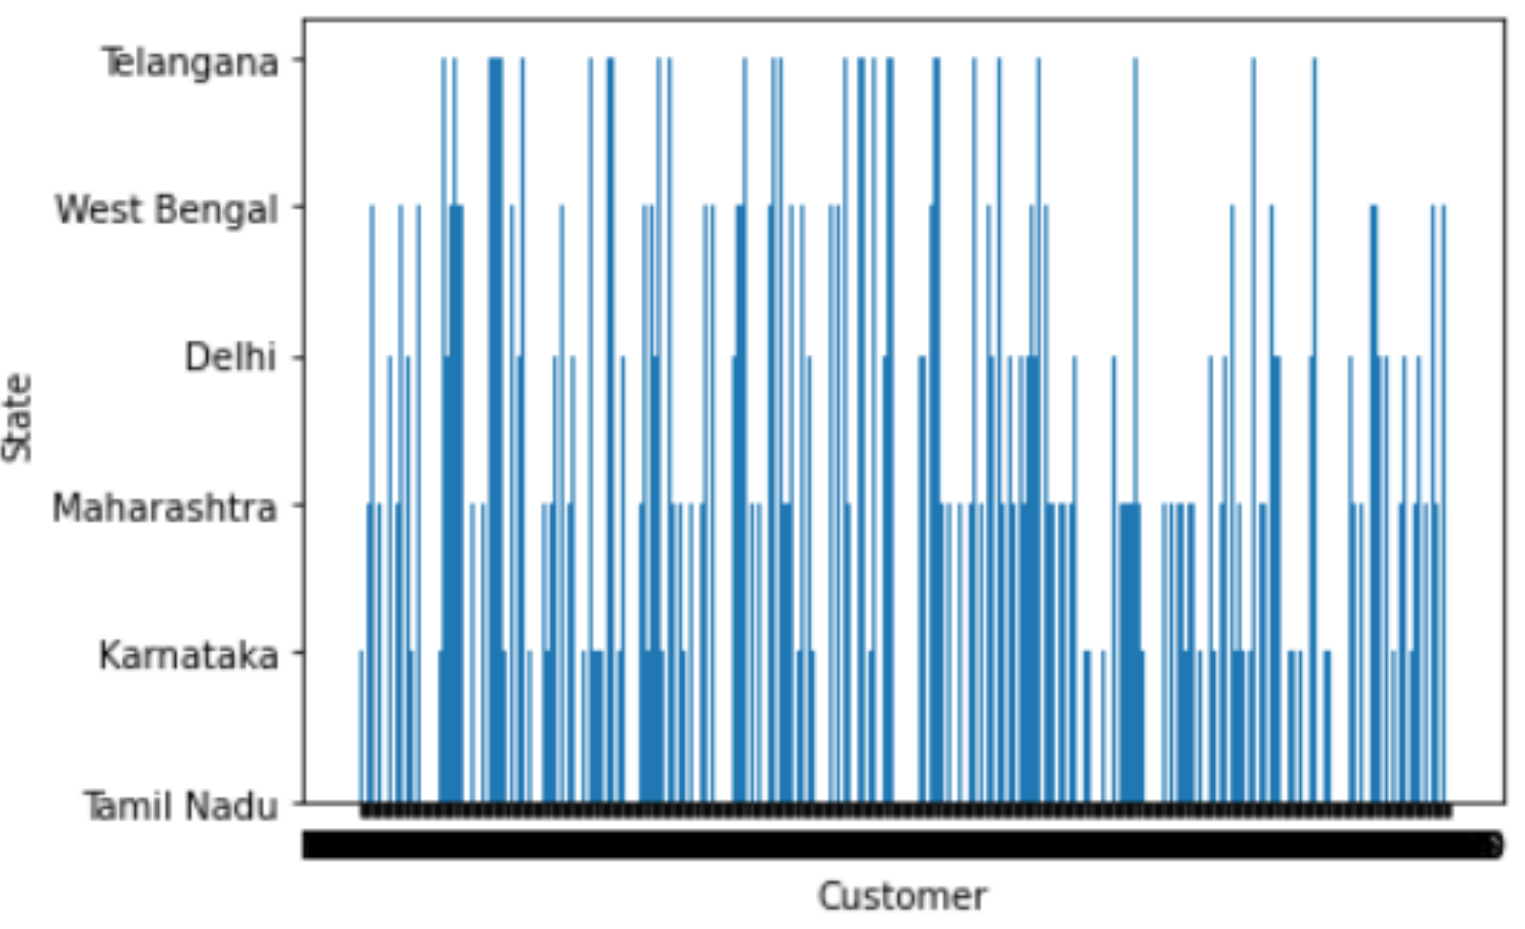 Telangana
West Bengal
Delhi
State
Maharashtra
Karnataka
Tamil Nadu
Customer